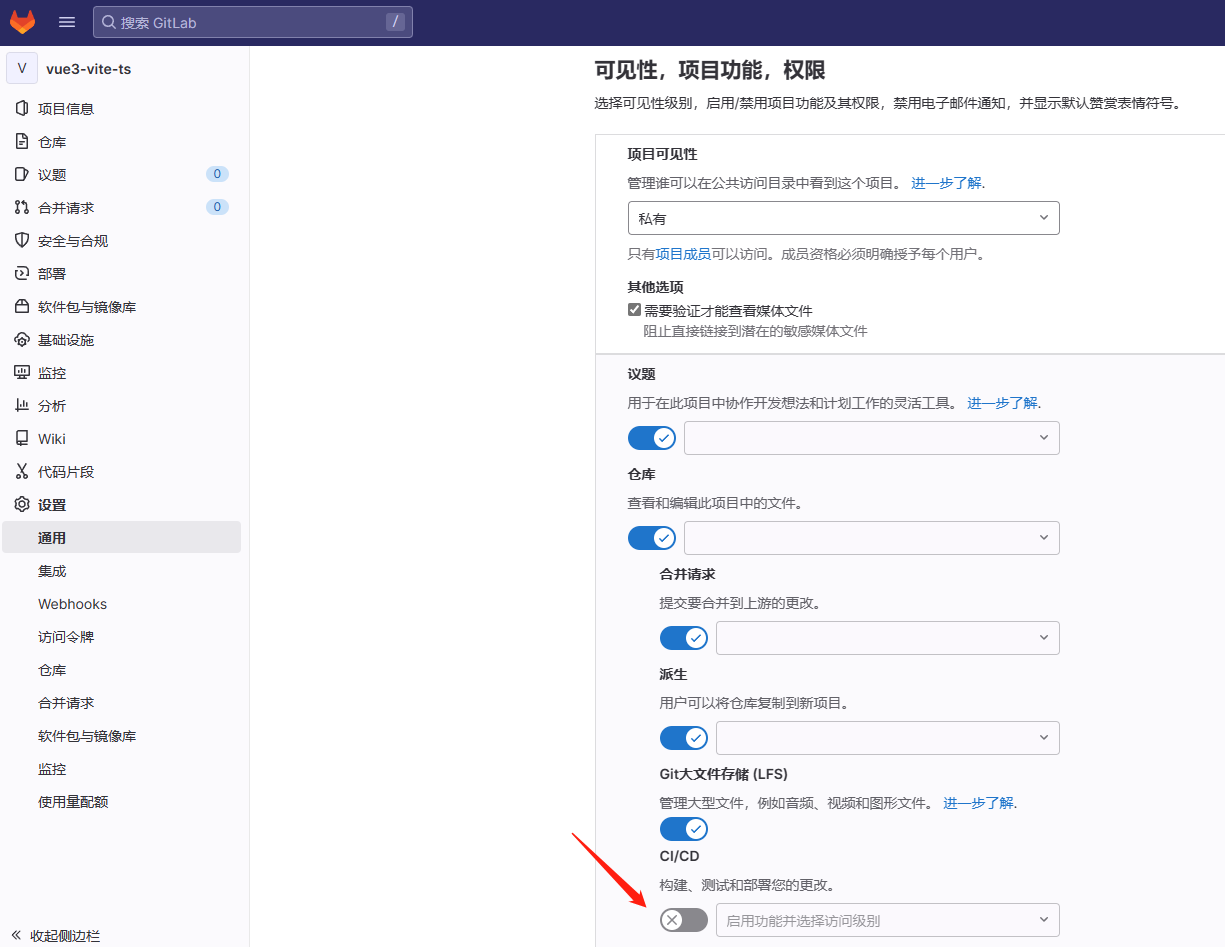 搜索 GitLab
/
V
vue3-vite-ts
项目信息
仓库
议题
0
合并请求
0
安全与合规
部署
软件包与镜像库
基础设施
监控
分析
Wiki
代码片段
设置
通用
集成
Webhooks
访问令牌
仓库
合并请求
软件包与镜像库
监控
使用量配额
收起侧边栏
可见性，项目功能，权限
选择可见性级别，启用/禁用项目功能及其权限，禁用电子邮件通知，并显示默认赞赏表情符号。
项目可见性
管理谁可以在公共访问目录中看到这个项目。 进一步了解.
私有
只有项目成员可以访问。成员资格必须明确授予每个用户。
其他选项
需要验证才能查看媒体文件
阻止直接链接到潜在的敏感媒体文件
议题
用于在此项目中协作开发想法和计划工作的灵活工具。 进一步了解.
仓库
查看和编辑此项目中的文件。
合并请求
提交要合并到上游的更改。
派生
用户可以将仓库复制到新项目。
Git大文件存储 (LFS)
管理大型文件，例如音频、视频和图形文件。 进一步了解.
CI/CD
构建、测试和部署您的更改。
启用功能并选择访问级别